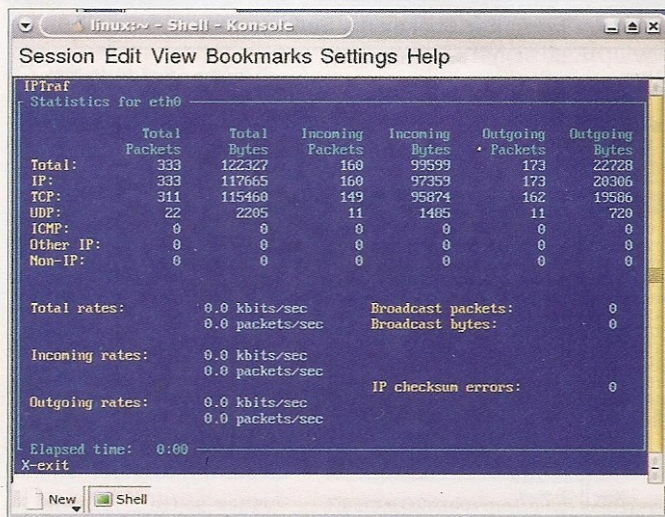 linux:~ - Shell - Konsole
Session Edit View Bookmarks Settings Help
IPTraf
Statistics for eth0
Total Total Incoming Incoming Outgoing Outgoing
Packets Bytes Packets Bytes Packets Bytes
Total: 333 122327 160 99599 173 22728
IP: 333 117665 160 97359 173 20306
TCP: 311 115460 149 95874 162 19586
UDP: 22 2205 11 1485 11 720
ICMP: 0 0 0 0 0 0
Other IP: 0 0 0 0 0 0
Non-IP: 0 0 0 0 0 0
Total rates: 0.0 kbits/sec Broadcast packets: 0
0.0 packets/sec Broadcast bytes: 0
Incoming rates: 0.0 kbits/sec
0.0 packets/sec
IP checksum errors: 0
Outgoing rates: 0.0 kbits/sec
0.0 packets/sec
Elapsed time: 0:00
X-exit
New Shell